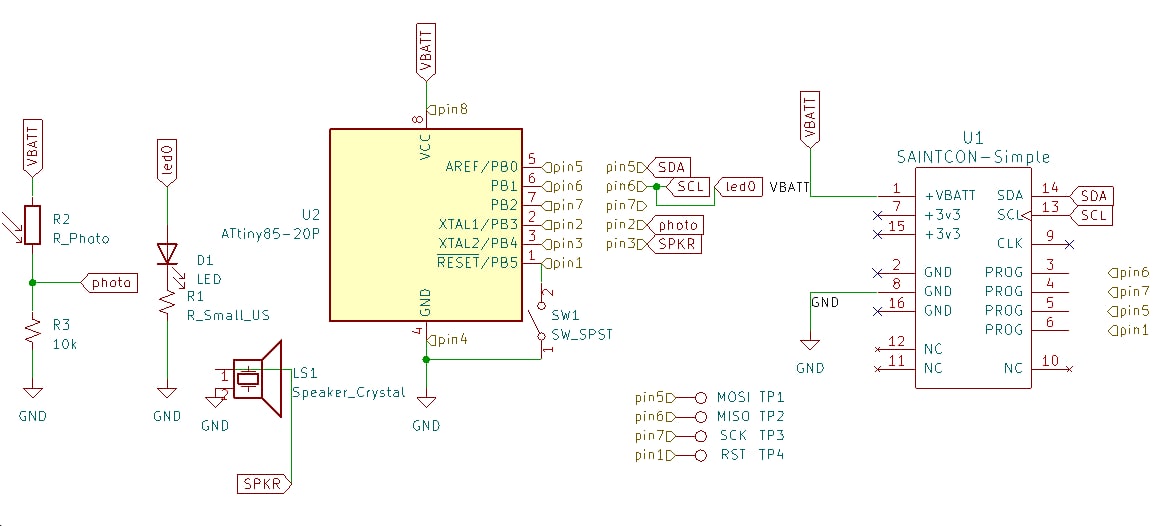 VBATT
R2
R_Photo
photo
R3
10k
GND
led0
D1
LED
R1
R_Small_US
GND
1
2
LS1
Speaker_Crystal
GND
SPKR
VBATT
pin8
8
VCC
U2
ATtiny85-20P
AREF/PB0 5 pin5
PB1 6 pin6
PB2 7 pin7
XTAL1/PB3 2 pin2
XTAL2/PB4 3 pin3
RESET/PB5 1 pin1
GND
4
pin4
GND
2
SW1
SW_SPST
1
pin5 SDA
pin6 SCL led0
pin7
pin2 photo
pin3 SPKR
pin5 MOSI TP1
pin6 MISO TP2
pin7 SCK TP3
pin1 RST TP4
VBATT
VBATT
GND
GND
U1
SAINTCON-Simple
1 +VBATT SDA 14 SDA
7 +3v3 SCL 13 SCL
15 +3v3 CLK 9
2 GND PROG 3 pin6
8 GND PROG 4 pin7
16 GND PROG 5 pin5
PROG 6 pin1
12 NC
11 NC NC 10